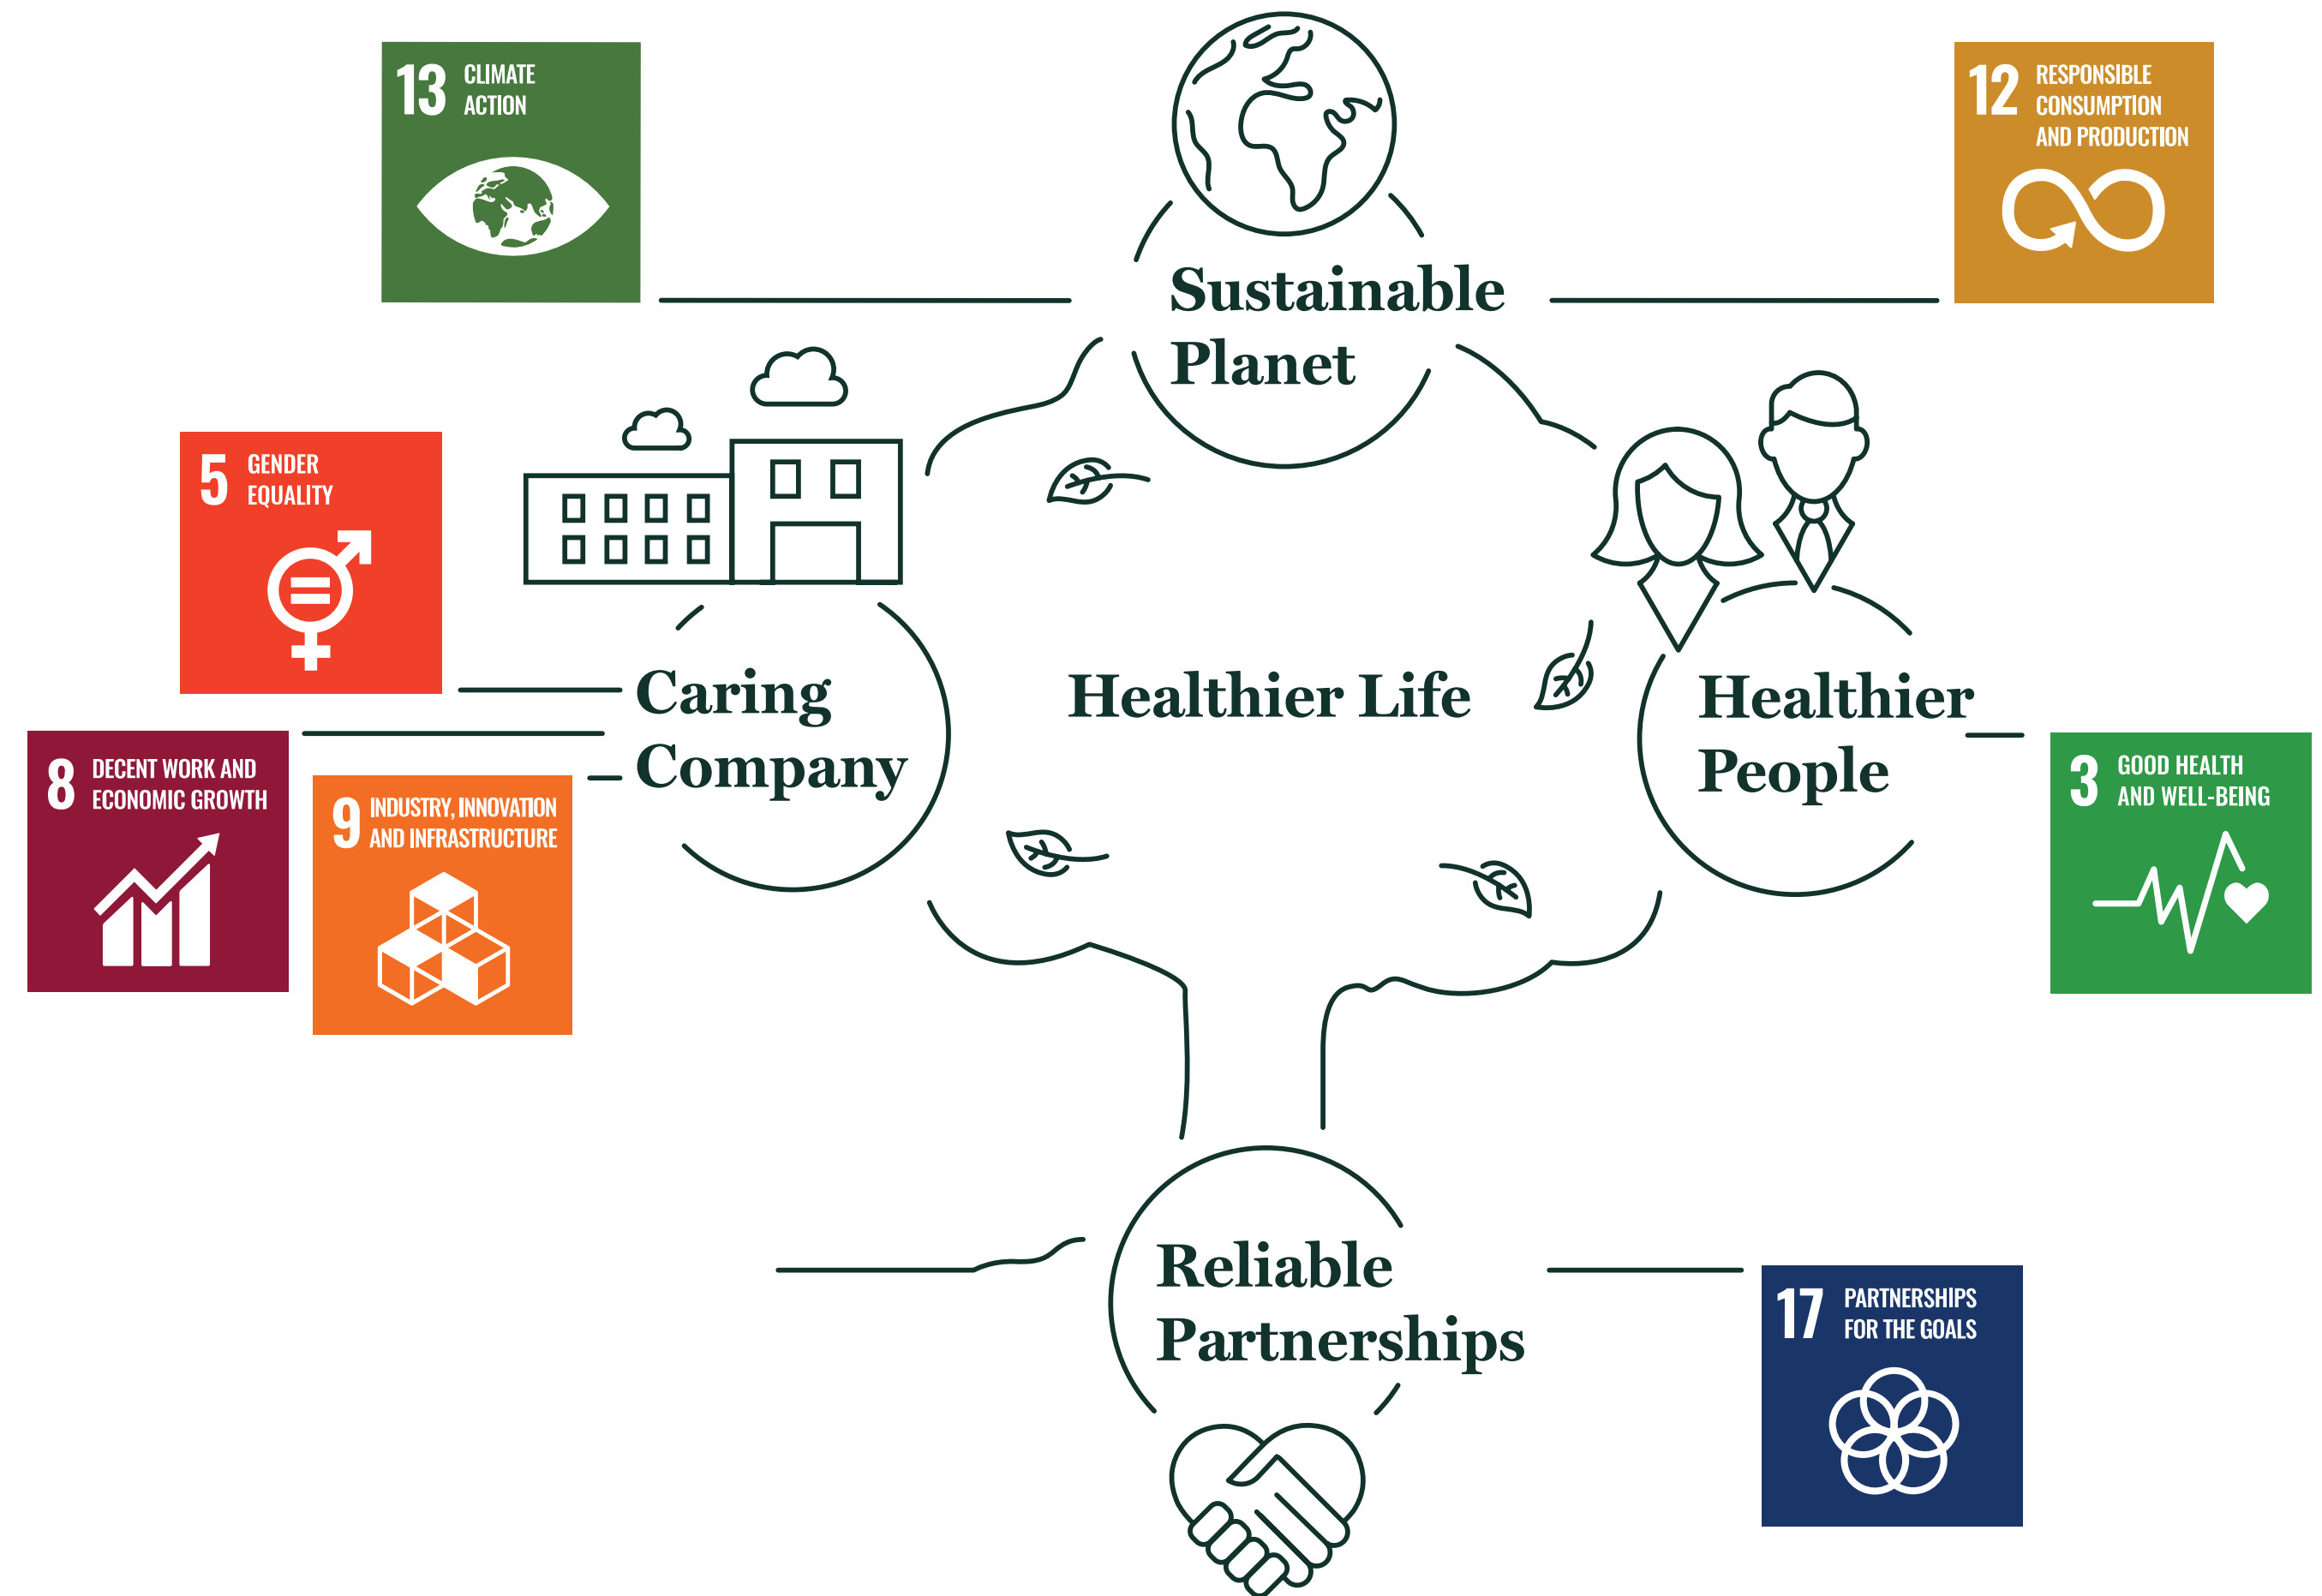 13 CLIMATE
ACTION
12 RESPONSIBLE
CONSUMPTION
AND PRODUCTION
Sustainable
Planet
5 GENDER
EQUALITY
Caring
Company
Healthier Life
Healthier
People
8 DECENT WORK AND
ECONOMIC GROWTH
9 INDUSTRY, INNOVATION
AND INFRASTRUCTURE
3 GOOD HEALTH
AND WELL-BEING
Reliable
Partnerships
17 PARTNERSHIPS
FOR THE GOALS